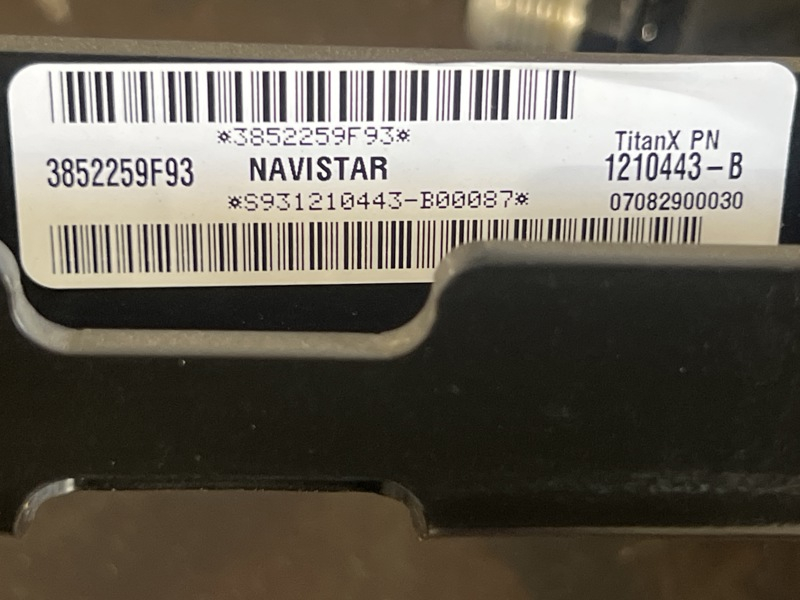 *3852259F93*
TitanX PN
3852259F93 NAVISTAR 1210443-B
*S931210443-B00087* 07082900030